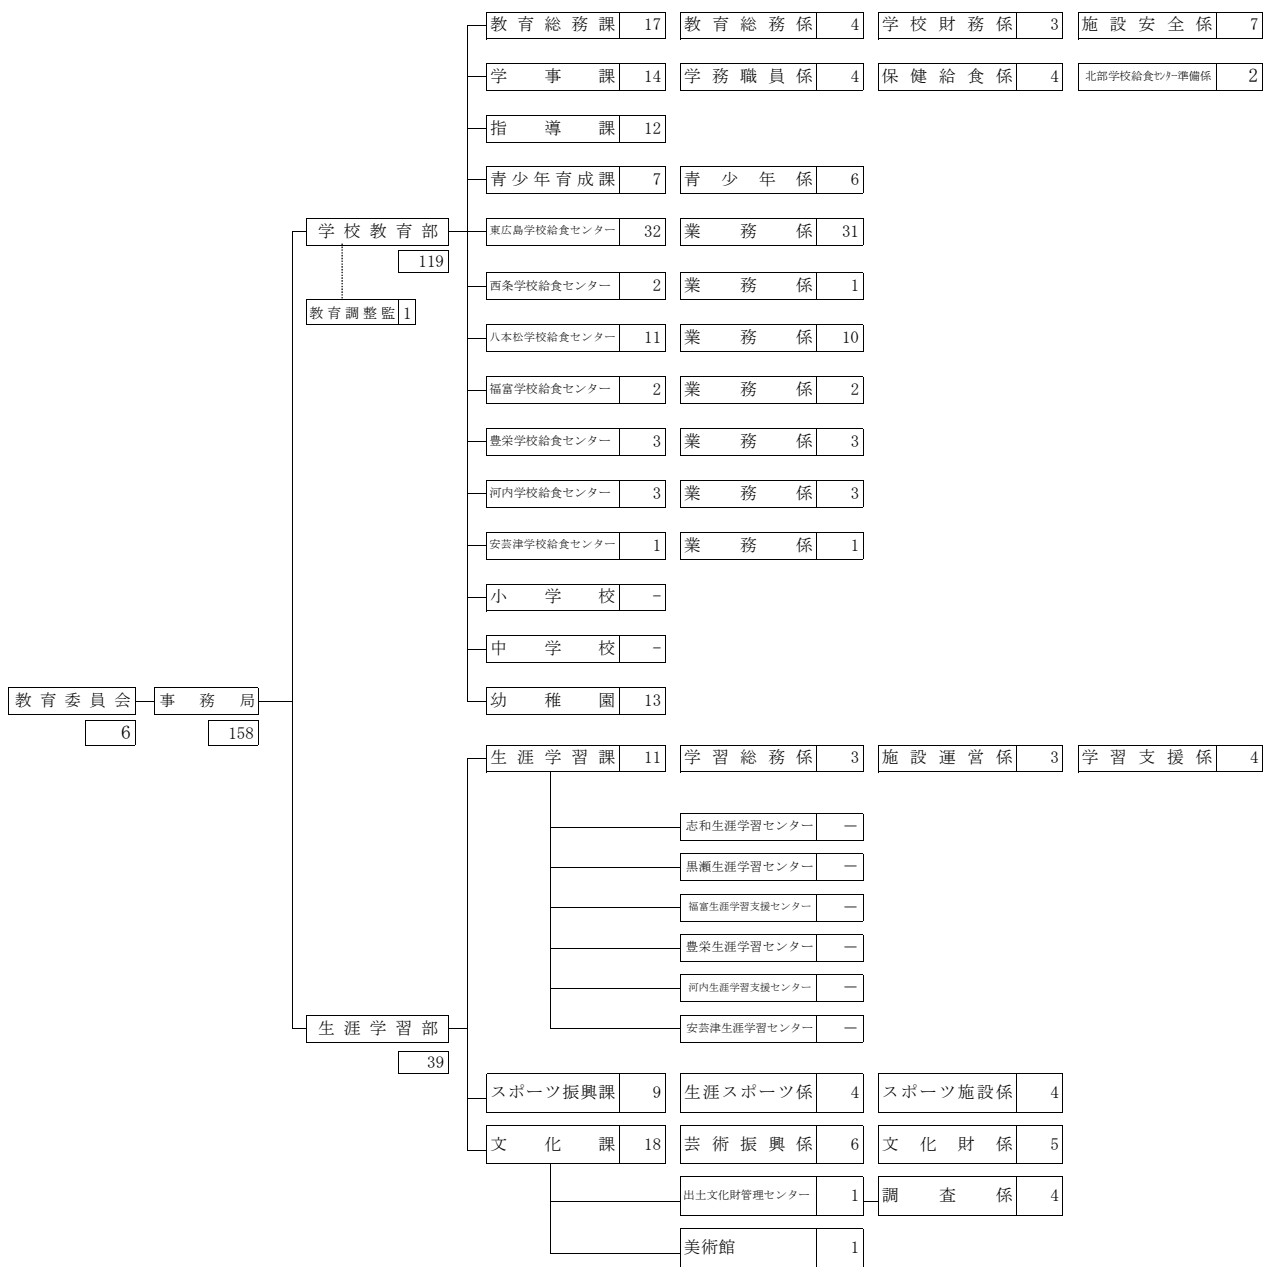 教育総務課 17 教育総務係 4 学校財務係 3 施設安全係 7
学事課 14 学務職員係 4 保健給食係 4 北部学校給食センター準備係 2
指導課 12
青少年育成課 7 青少年係 6
学校教育部 東広島学校給食センター 32 業務係 31
119
西条学校給食センター 2 業務係 1
教育調整監 1
八本松学校給食センター 11 業務係 10
福富学校給食センター 2 業務係 2
豊栄学校給食センター 3 業務係 3
河内学校給食センター 3 業務係 3
安芸津学校給食センター 1 業務係 1
小学校 -
中学校 -
教育委員会 事務局 幼稚園 13
6 158
生涯学習課 11 学習総務係 3 施設運営係 3 学習支援係 4
志和生涯学習センター －
黒瀬生涯学習センター －
福富生涯学習支援センター －
豊栄生涯学習センター －
河内生涯学習支援センター －
生涯学習部 安芸津生涯学習センター －
39
スポーツ振興課 9 生涯スポーツ係 4 スポーツ施設係 4
文化課 18 芸術振興係 6 文化財係 5
出土文化財管理センター 1 調査係 4
美術館 1